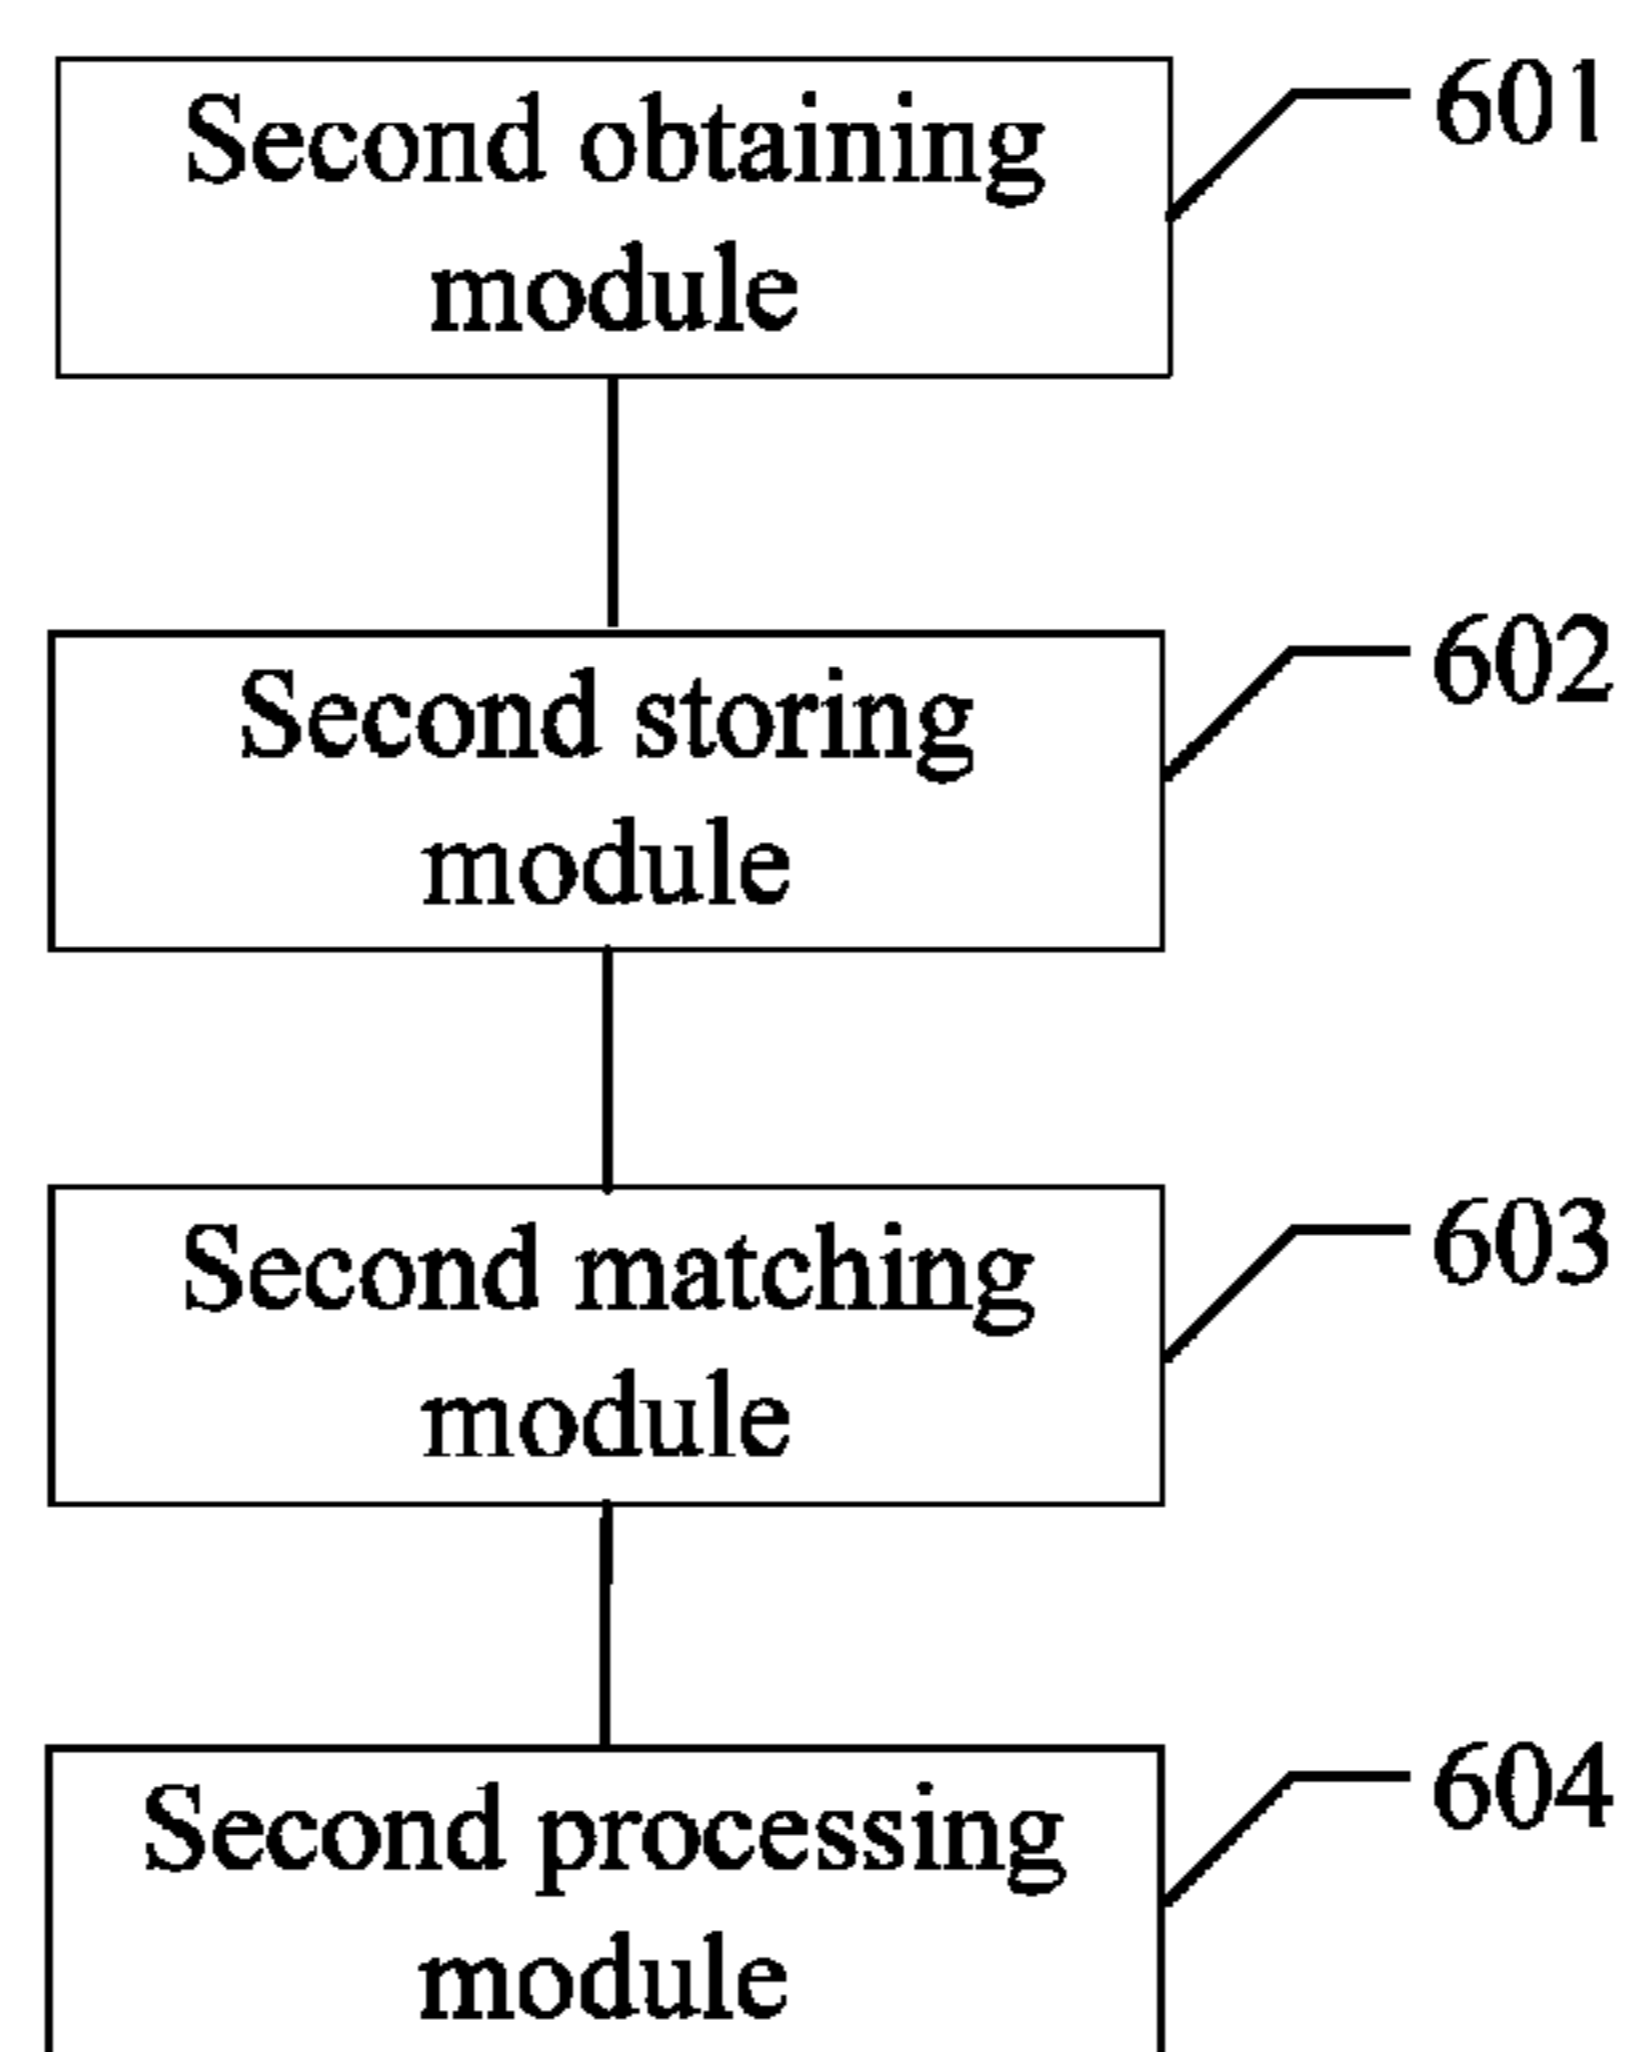 Second obtaining
module
601
Second storing
module
602
Second matching
module
603
Second processing
module
604